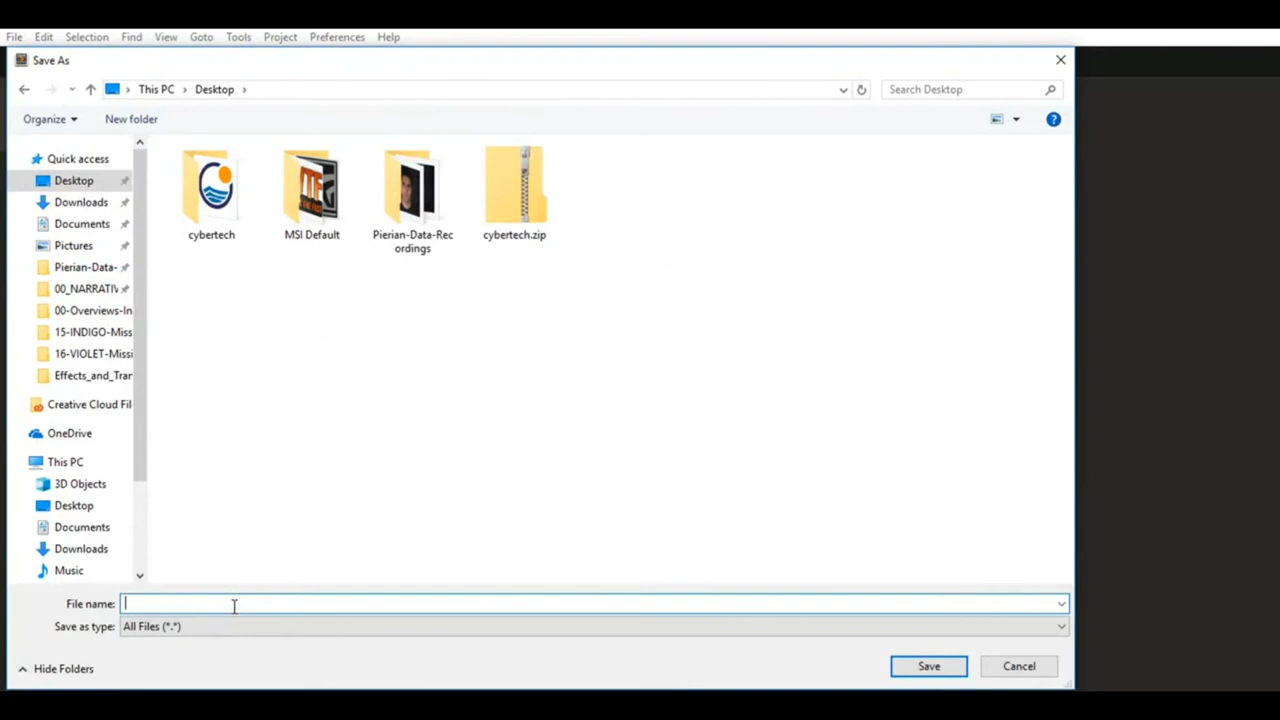 File Edit Selection Find View Goto Tools Project Preferences Help
Save As
This PC Desktop
Search Desktop
Organize New folder
Quick access
Desktop
Downloads
Documents
Pictures
Pierian-Data-
00_NARRATIV
00-Overviews-In
15-INDIGO-Miss
16-VIOLET-Missi
Effects_and_Trar
Creative Cloud Fil
OneDrive
This PC
3D Objects
Desktop
Documents
Downloads
Music
cybertech
MSI Default
Pierian-Data-Rec
ordings
cybertech.zip
File name:
Save as type: All Files (*.*)
Hide Folders
Save Cancel